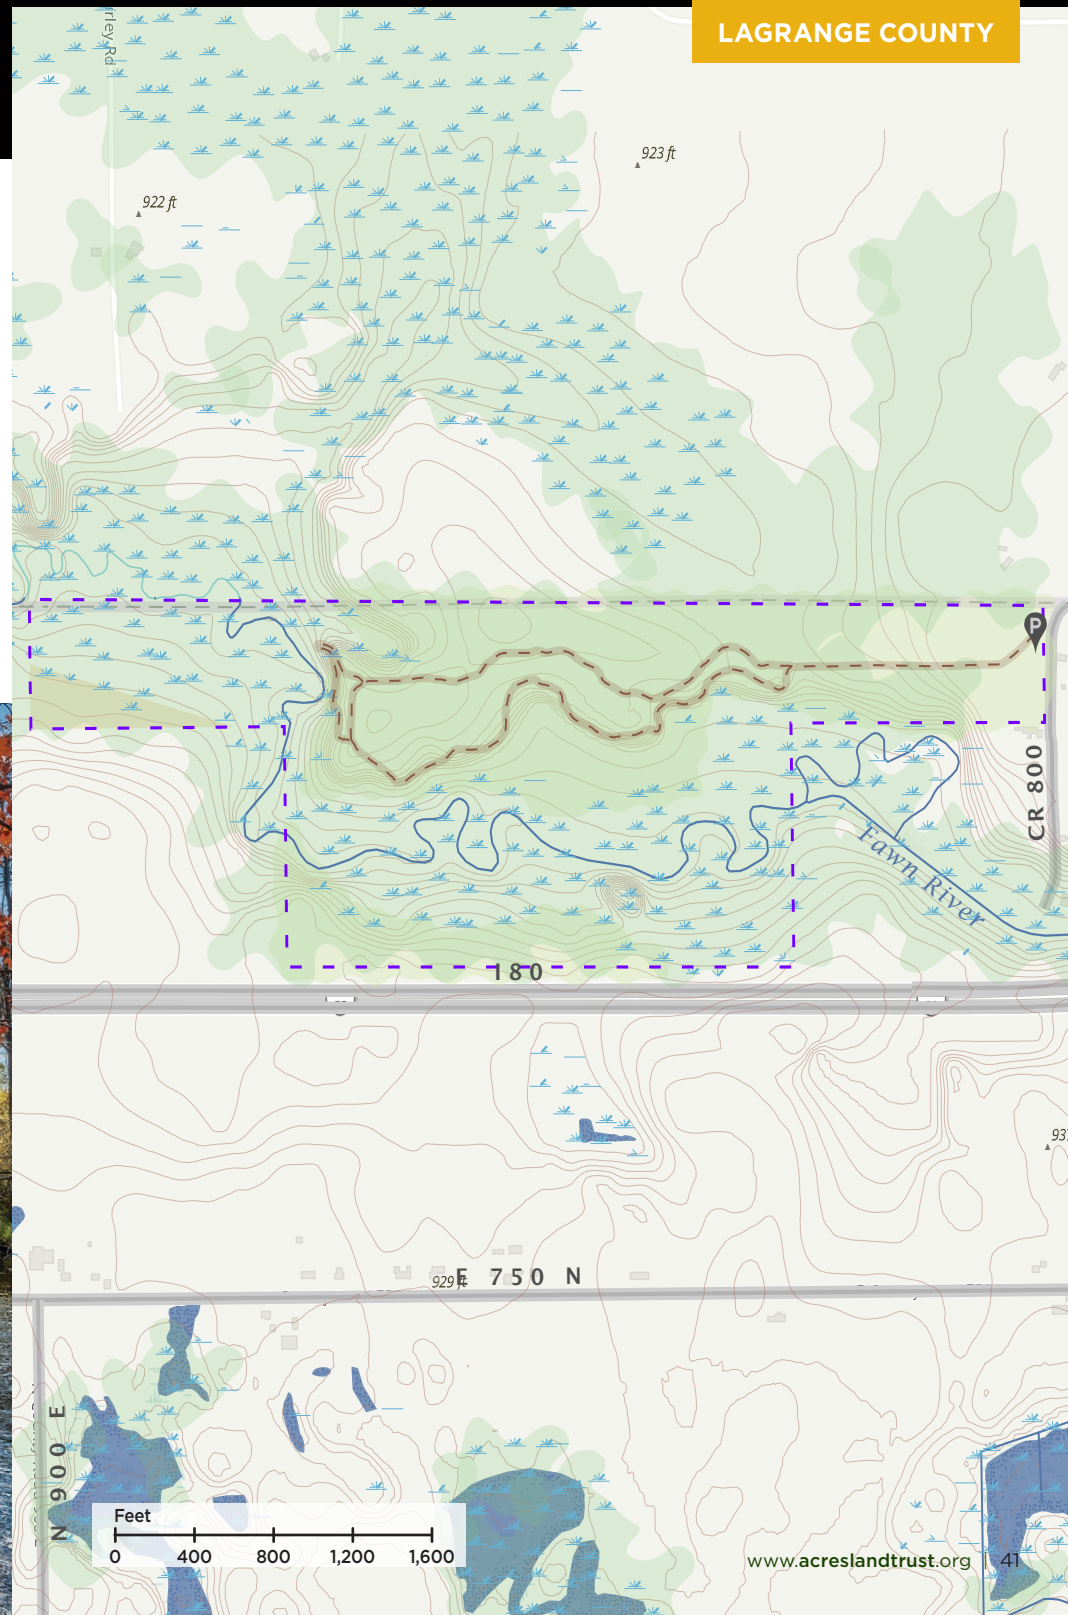 LAGRANGE COUNTY
923 ft
922 ft
P
CR 800
Fawn River
I80
929 ft
E 750 N
N 900 E
Feet
0 400 800 1,200 1,600
www.acreslandtrust.org | 41